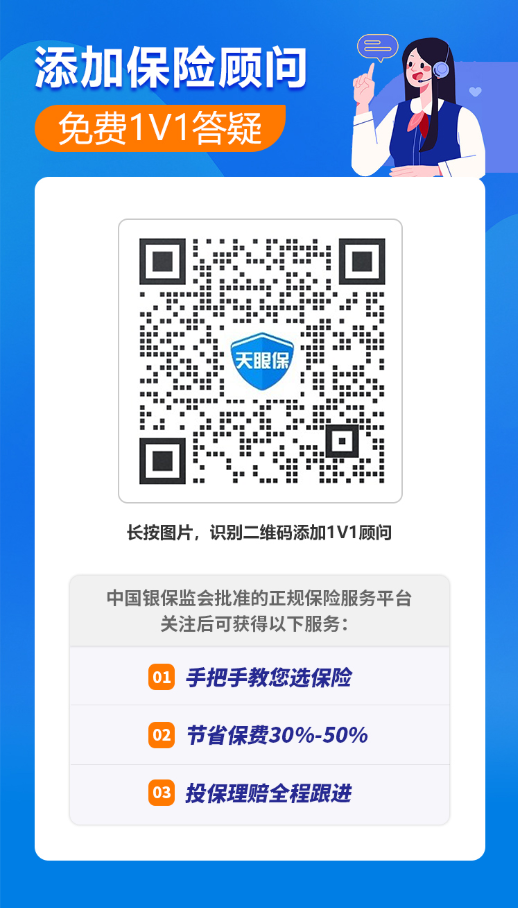 添加保险顾问
免费1V1答疑
天眼保
长按图片，识别二维码添加1V1顾问
中国银保监会批准的正规保险服务平台
关注后可获得以下服务：
01 手把手教您选保险
02 节省保费30%-50%
03 投保理赔全程跟进